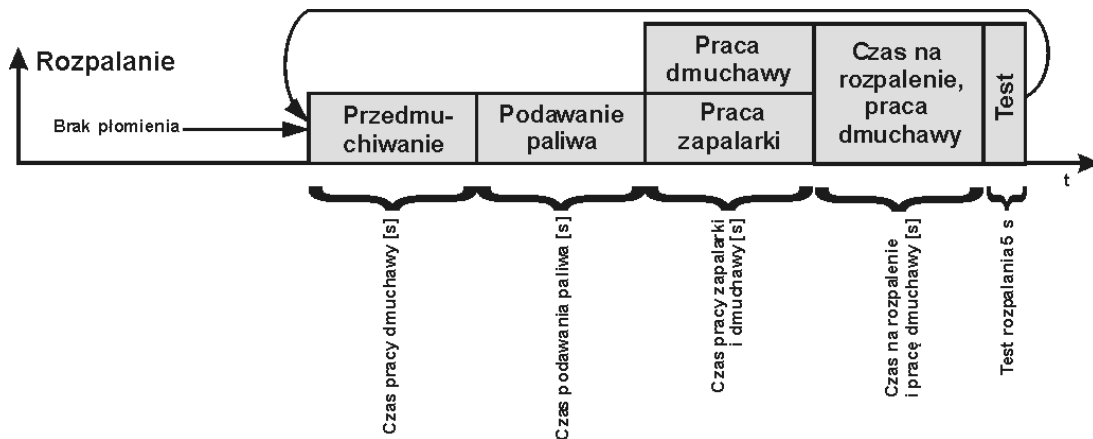 Rozpalanie
Brak płomienia
Przedmu-
chiwanie
Podawanie
paliwa
Praca
dmuchawy
Praca
zapalarki
Czas na
rozpalenie,
praca
dmuchawy
Test
t
Czas pracy dmuchawy [s]
Czas podawania paliwa [s]
Czas pracy zapalarki
i dmuchawy [s]
Czas na rozpalenie
i pracę dmuchawy [s]
Test rozpalania 5 s